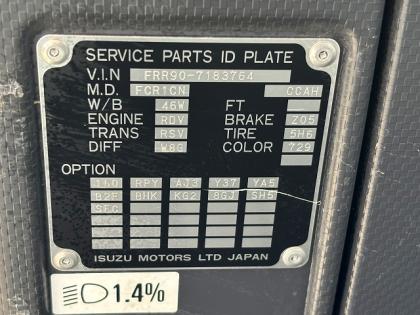 SERVICE PARTS ID PLATE
V.I.N FRR90-7183764
M.D. FCR1CN CCAH
W/B 46W FT
ENGINE RDY BRAKE Z05
TRANS RSV TIRE 5H6
DIFF W8G COLOR 729
OPTION
RPY AJ3 Y37 YA5
8HK KG2 8GJ SH5
ISUZU MOTORS LTD JAPAN
1.4%